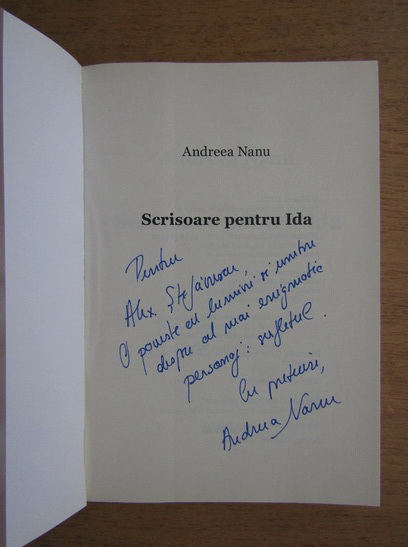 Andreea Nanu
Scrisoare pentru Ida
Pentru
Alex. Ștefănescu,
O poveste cu lumini și umbre
despre cel mai enigmatic
personaj: sufletul.
Cu prețuire,
Andreea Nanu